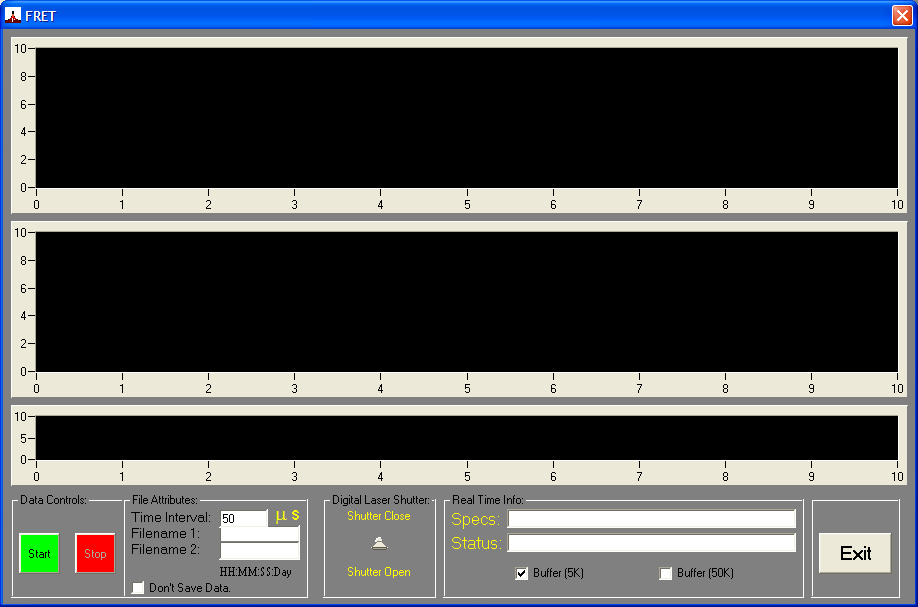 FRET
10
8
6
4
2
0
0 1 2 3 4 5 6 7 8 9 10
10
8
6
4
2
0
0 1 2 3 4 5 6 7 8 9 10
10
5
0
0 1 2 3 4 5 6 7 8 9 10
Data Controls:
Start
Stop
File Attributes:
Time Interval: 50 µ s
Filename 1:
Filename 2:
HH:MM:SS:Day
Don't Save Data.
Digital Laser Shutter:
Shutter Close
Shutter Open
Real Time Info:
Specs:
Status:
Buffer (5K)
Buffer (50K)
Exit